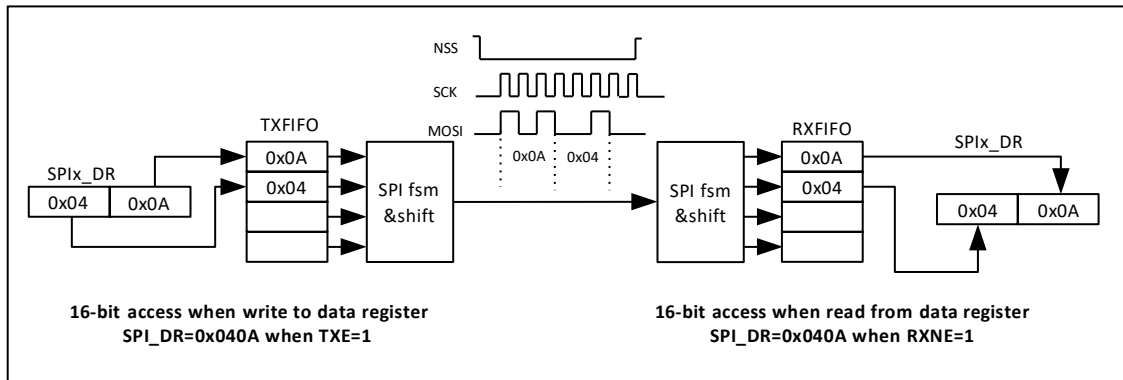 NSS
SCK
MOSI
0x0A 0x04
TXFIFO
0x0A
0x04
SPIx_DR
0x04 0x0A
SPI fsm
&shift
SPI fsm
&shift
RXFIFO
0x0A
0x04
SPIx_DR
0x04 0x0A
16-bit access when write to data register
SPI_DR=0x040A when TXE=1
16-bit access when read from data register
SPI_DR=0x040A when RXNE=1